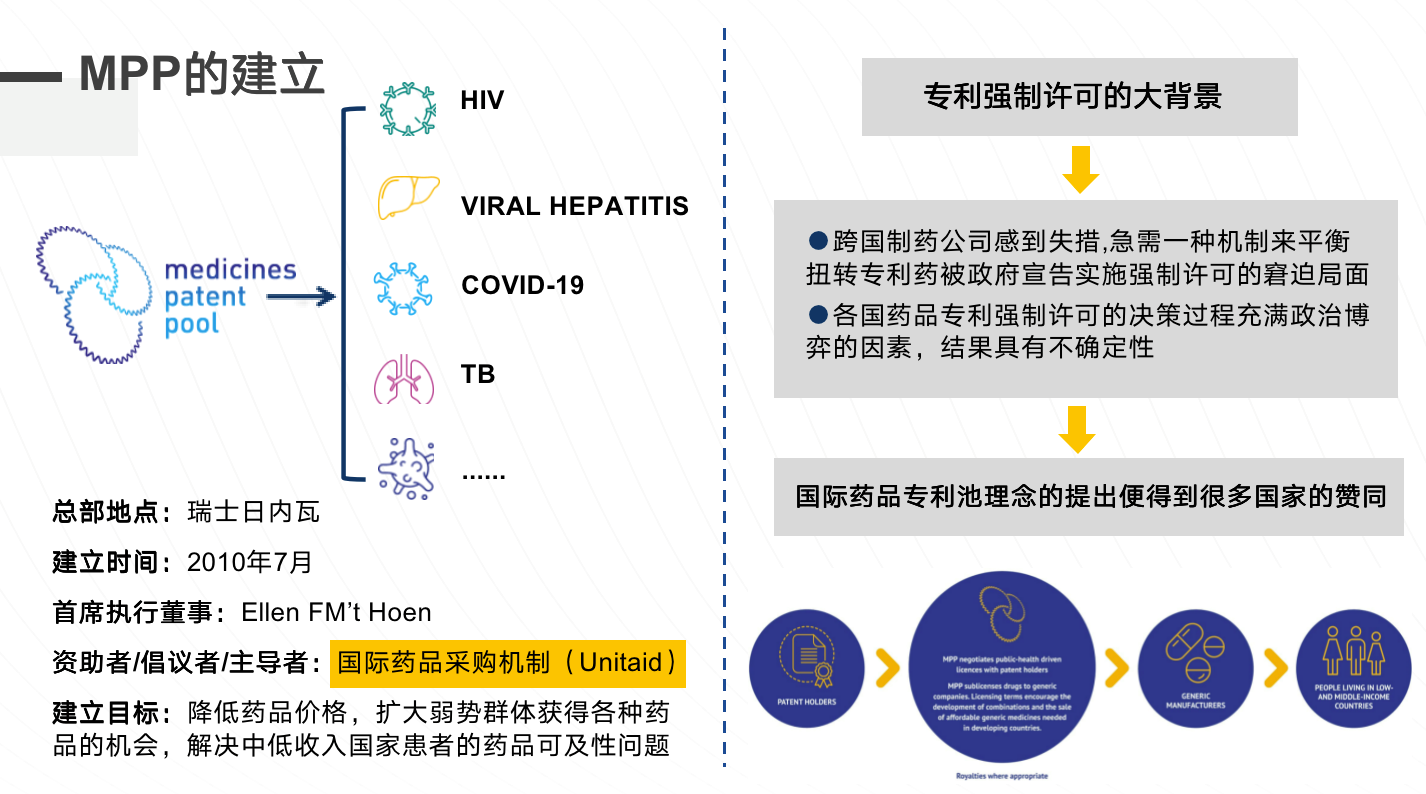 MPP的建立
medicines
patent
pool
HIV
VIRAL HEPATITIS
COVID-19
TB
......
总部地点：瑞士日内瓦
建立时间：2010年7月
首席执行董事：Ellen FM't Hoen
资助者/倡议者/主导者：国际药品采购机制（Unitaid）
建立目标：降低药品价格，扩大弱势群体获得各种药
品的机会，解决中低收入国家患者的药品可及性问题
专利强制许可的大背景
●跨国制药公司感到失措,急需一种机制来平衡
扭转专利药被政府宣告实施强制许可的窘迫局面
●各国药品专利强制许可的决策过程充满政治博
弈的因素，结果具有不确定性
国际药品专利池理念的提出便得到很多国家的赞同
PATENT HOLDERS
MPP negotiates public-health driven
licences with patent holders
MPP sublicenses drugs to generic
companies. Licensing terms encourage the
development of combinations and the sale
of affordable generic medicines needed
in developing countries.
Royalties where appropriate
GENERIC
MANUFACTURERS
PEOPLE LIVING IN LOW-
AND MIDDLE-INCOME
COUNTRIES